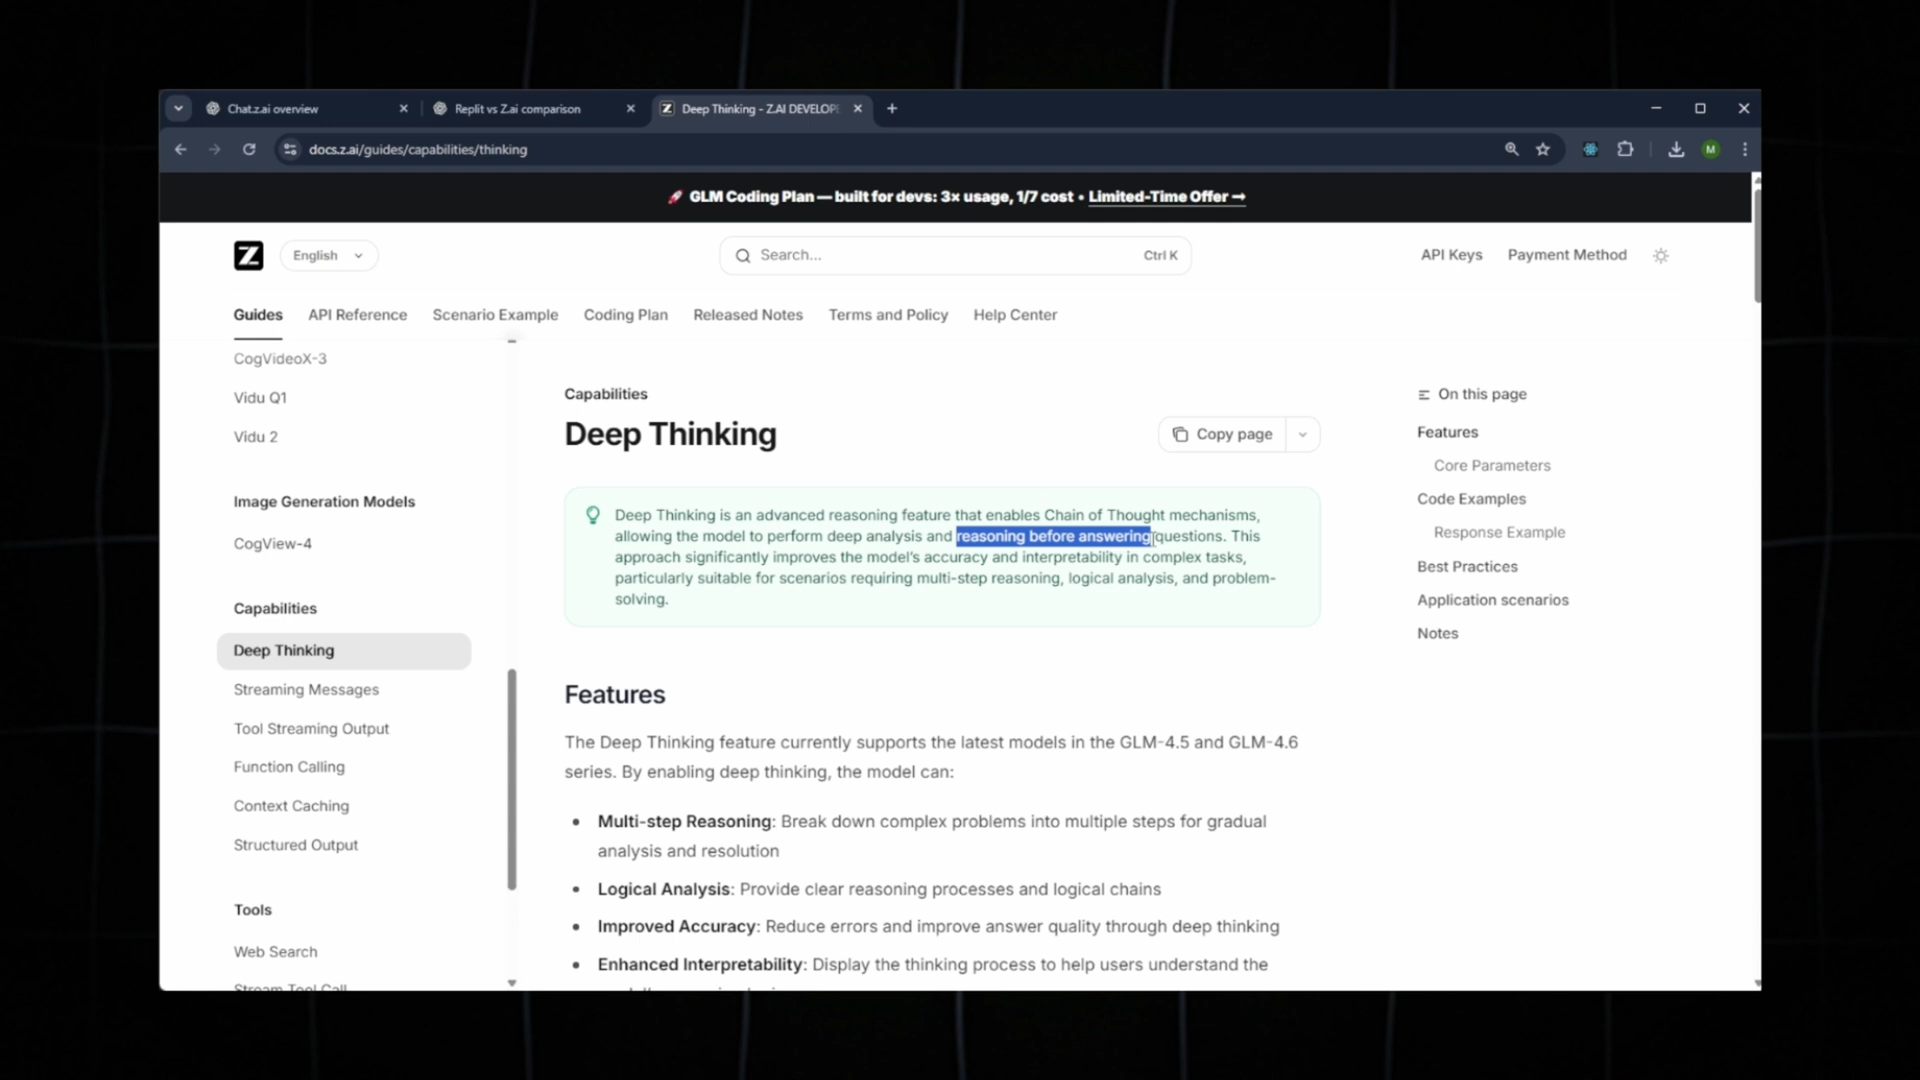 Chat.z.ai overview
Replit vs Z.ai comparison
Deep Thinking - Z.AI DEVELOP
docs.z.ai/guides/capabilities/thinking
M
🚀 GLM Coding Plan — built for devs: 3× usage, 1/7 cost • Limited-Time Offer →
Z
English
Search...
Ctrl K
API Keys
Payment Method
Guides
API Reference
Scenario Example
Coding Plan
Released Notes
Terms and Policy
Help Center
CogVideoX-3
Vidu Q1
Vidu 2
Image Generation Models
CogView-4
Capabilities
Deep Thinking
Streaming Messages
Tool Streaming Output
Function Calling
Context Caching
Structured Output
Tools
Web Search
Stream Tool Call
Capabilities
Deep Thinking
Copy page
Deep Thinking is an advanced reasoning feature that enables Chain of Thought mechanisms,
allowing the model to perform deep analysis and reasoning before answering questions. This
approach significantly improves the model's accuracy and interpretability in complex tasks,
particularly suitable for scenarios requiring multi-step reasoning, logical analysis, and problem-
solving.
Features
The Deep Thinking feature currently supports the latest models in the GLM-4.5 and GLM-4.6
series. By enabling deep thinking, the model can:
• Multi-step Reasoning: Break down complex problems into multiple steps for gradual
analysis and resolution
• Logical Analysis: Provide clear reasoning processes and logical chains
• Improved Accuracy: Reduce errors and improve answer quality through deep thinking
• Enhanced Interpretability: Display the thinking process to help users understand the
On this page
Features
Core Parameters
Code Examples
Response Example
Best Practices
Application scenarios
Notes